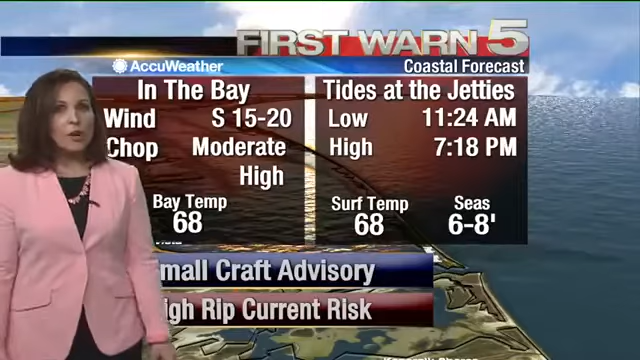 FIRST WARN 5
AccuWeather
Coastal Forecast
In The Bay
Wind S 15-20
Chop Moderate
High
Bay Temp
68
Tides at the Jetties
Low 11:24 AM
High 7:18 PM
Surf Temp
68
Seas
6-8'
mall Craft Advisory
igh Rip Current Risk